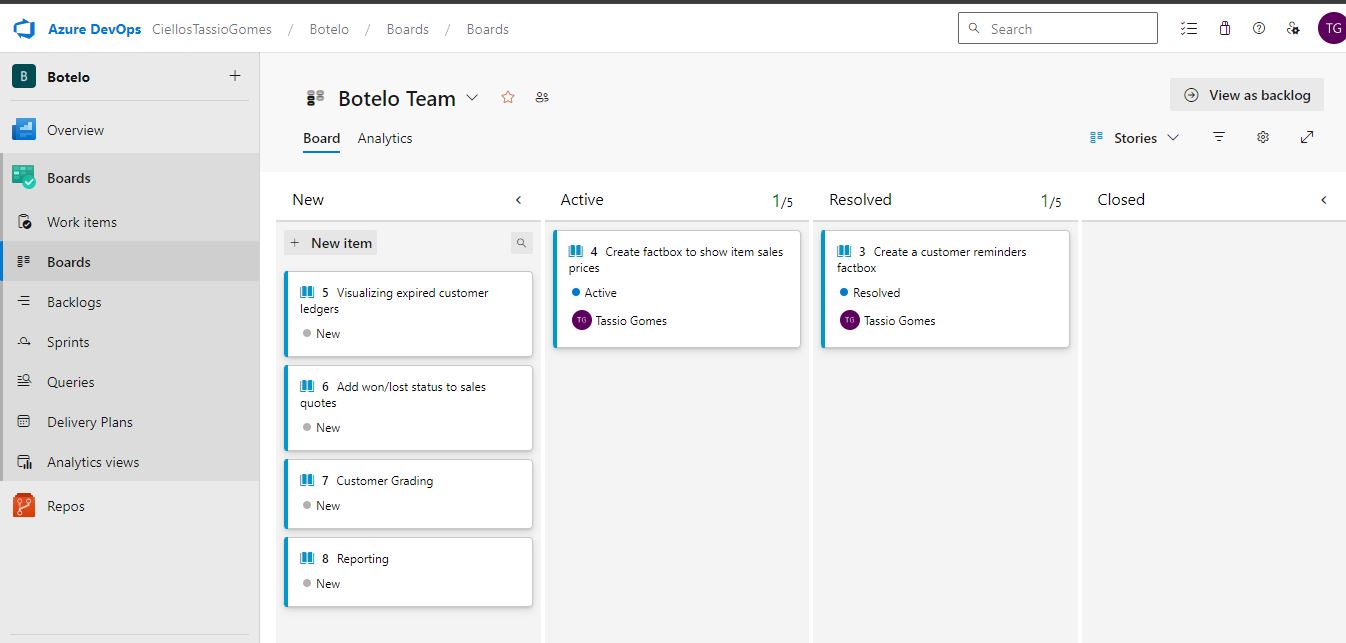 Azure DevOps CiellosTassioGomes / Botelo / Boards / Boards
Search
TG
B Botelo
Overview
Boards
Work items
Boards
Backlogs
Sprints
Queries
Delivery Plans
Analytics views
Repos
Botelo Team
View as backlog
Board Analytics
Stories
New
+ New item
5 Visualizing expired customer
ledgers
New
6 Add won/lost status to sales
quotes
New
7 Customer Grading
New
8 Reporting
New
Active 1/5
4 Create factbox to show item sales
prices
Active
TG Tassio Gomes
Resolved 1/5
3 Create a customer reminders
factbox
Resolved
TG Tassio Gomes
Closed